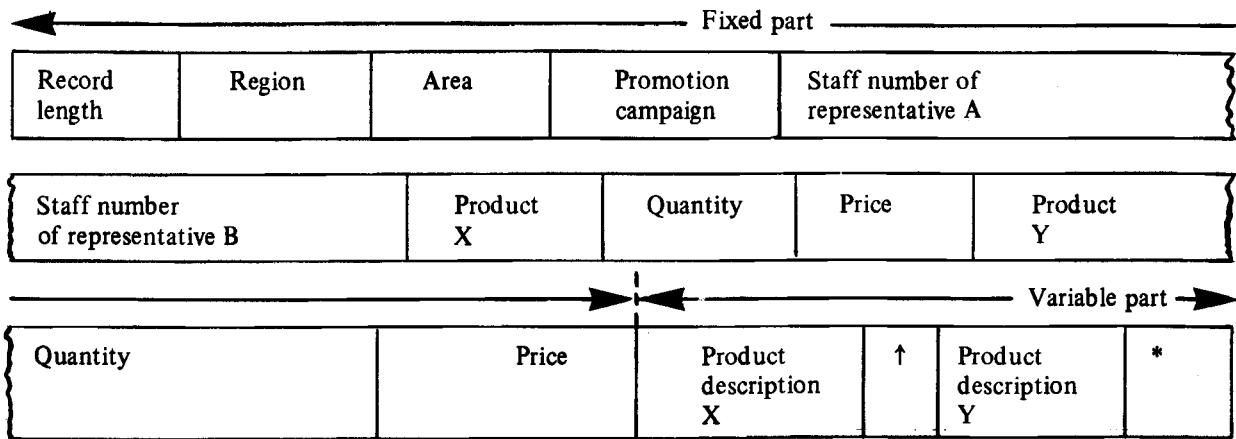 Fixed part
Record length
Region
Area
Promotion campaign
Staff number of representative A
Staff number of representative B
Product X
Quantity
Price
Product Y
Variable part
Quantity
Price
Product description X
↑
Product description Y
*